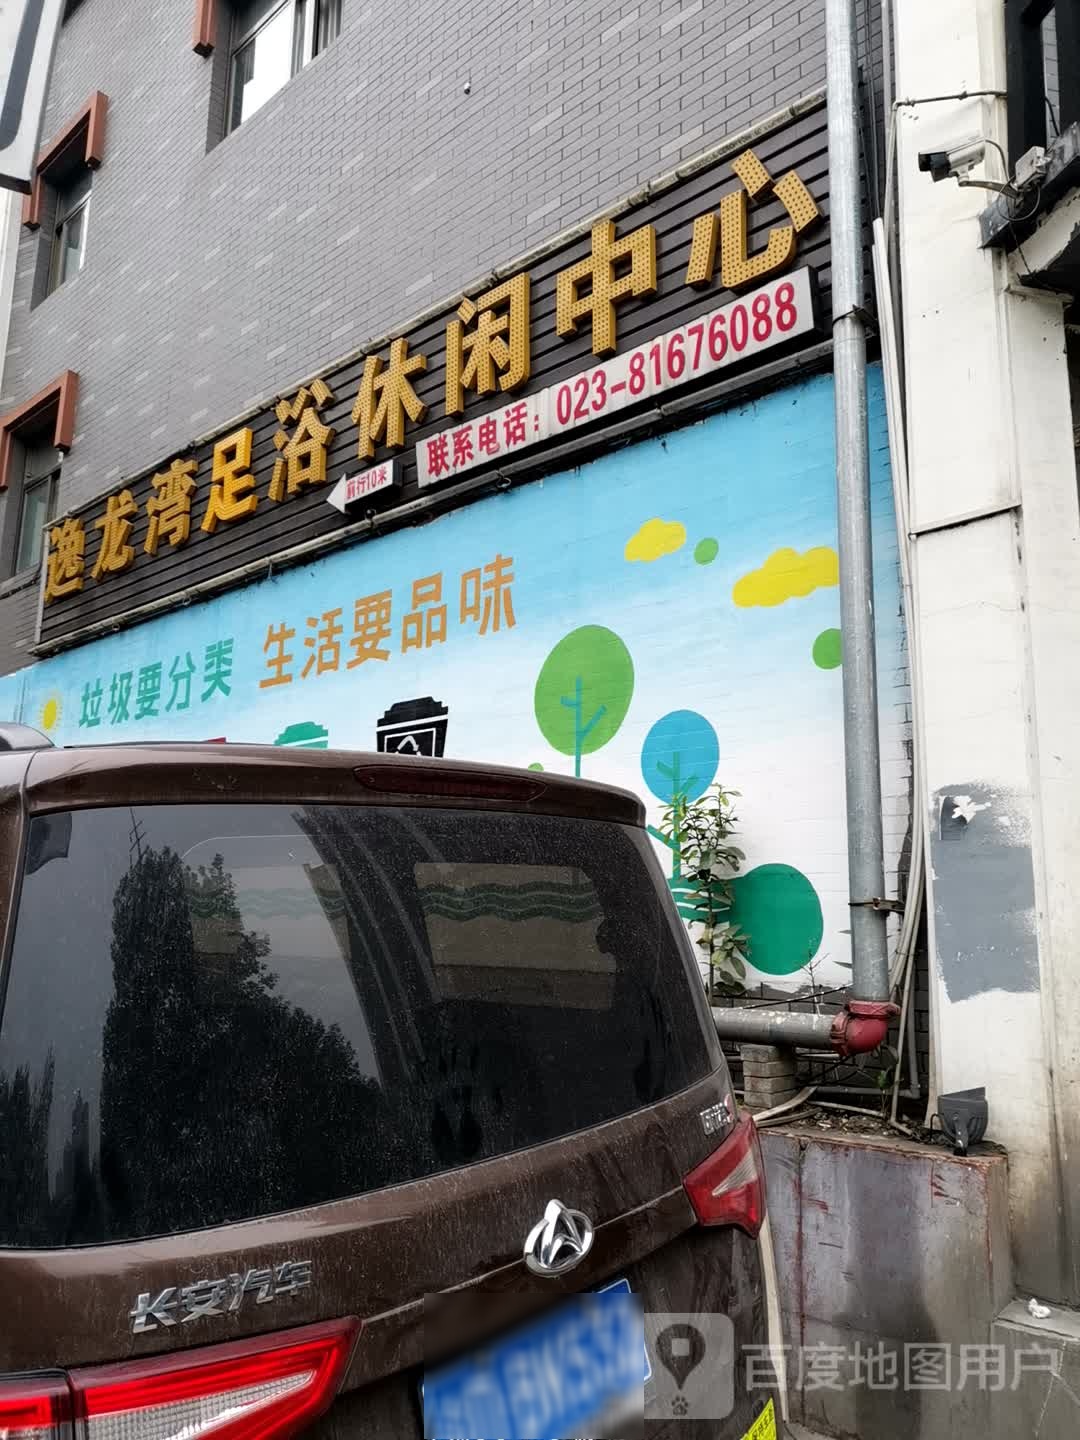 逸龙湾足浴休闲中心
前行10米
联系电话：023-81676088
垃圾要分类 生活要品味
长安汽车
百度地图用户